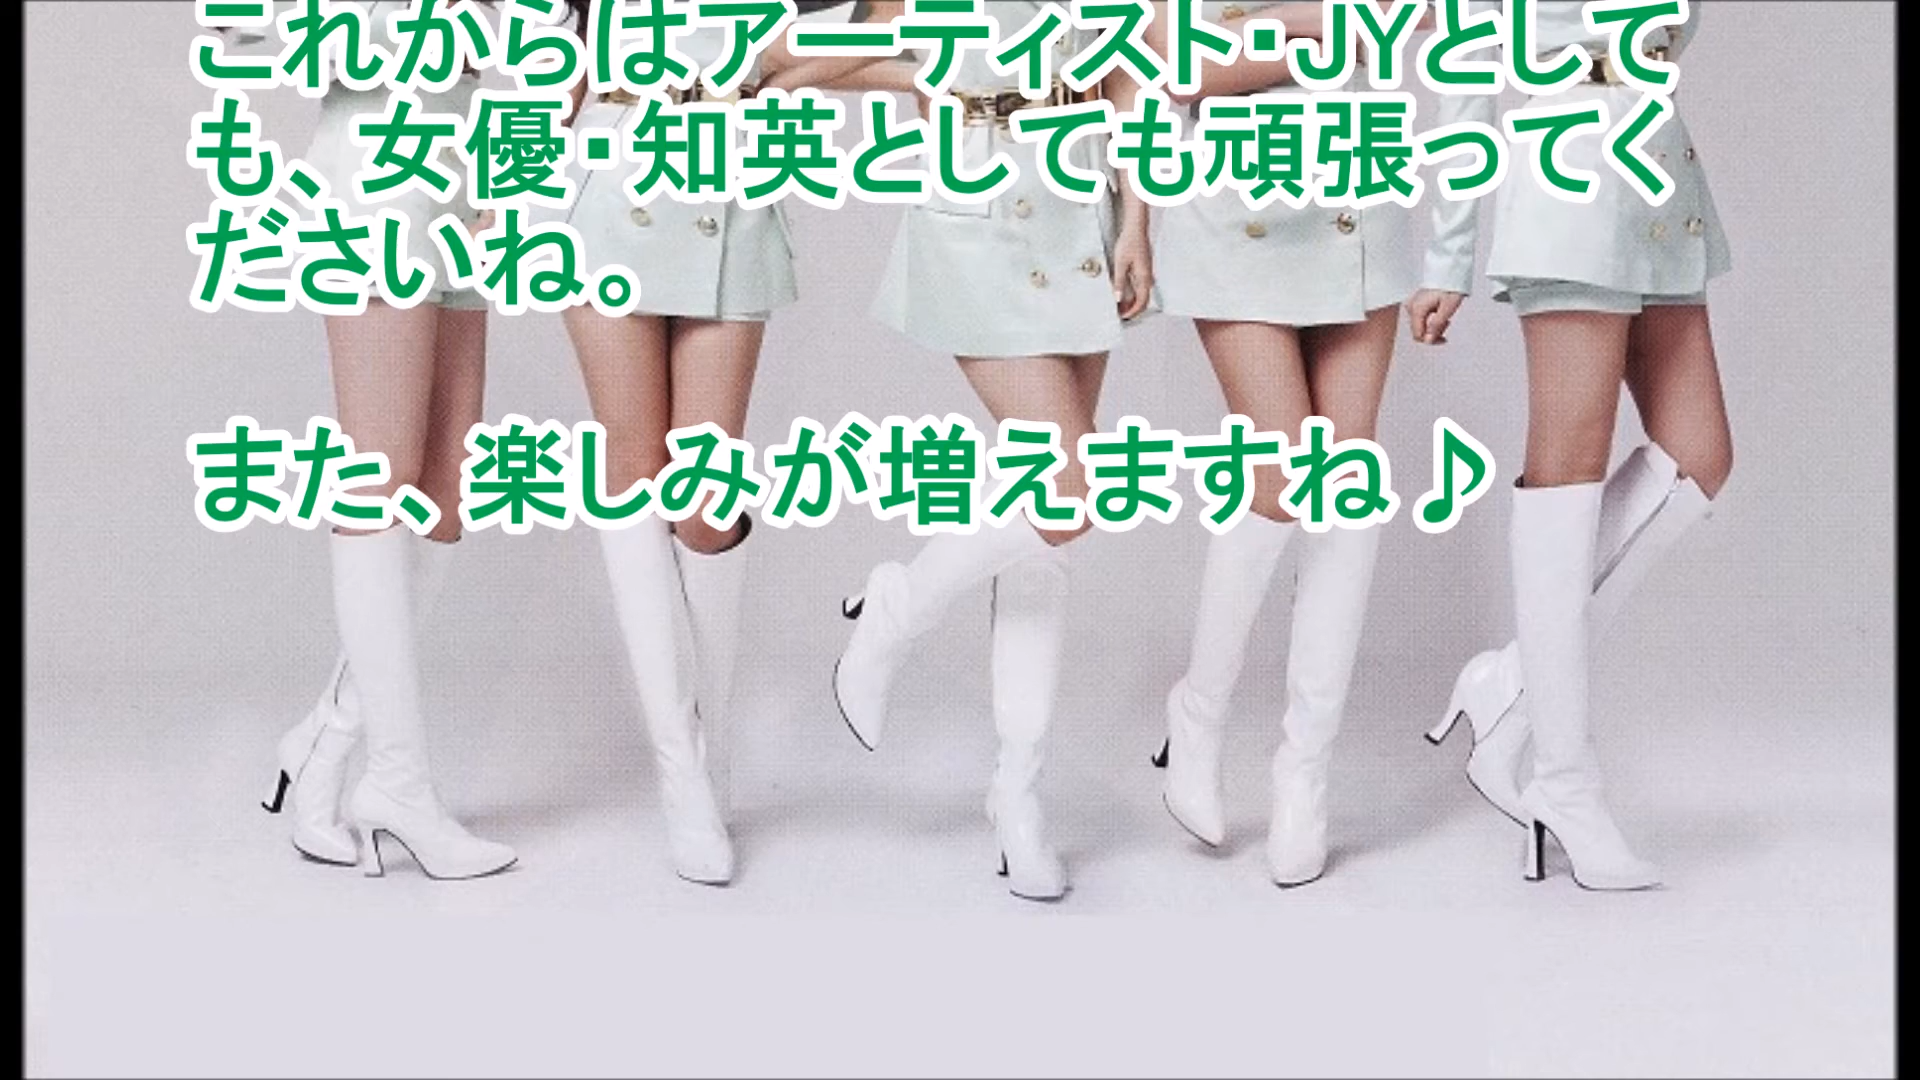 これからはアーティスト・JYとして
も、女優・知英としても頑張ってく
ださいね。
また、楽しみが増えますね♪